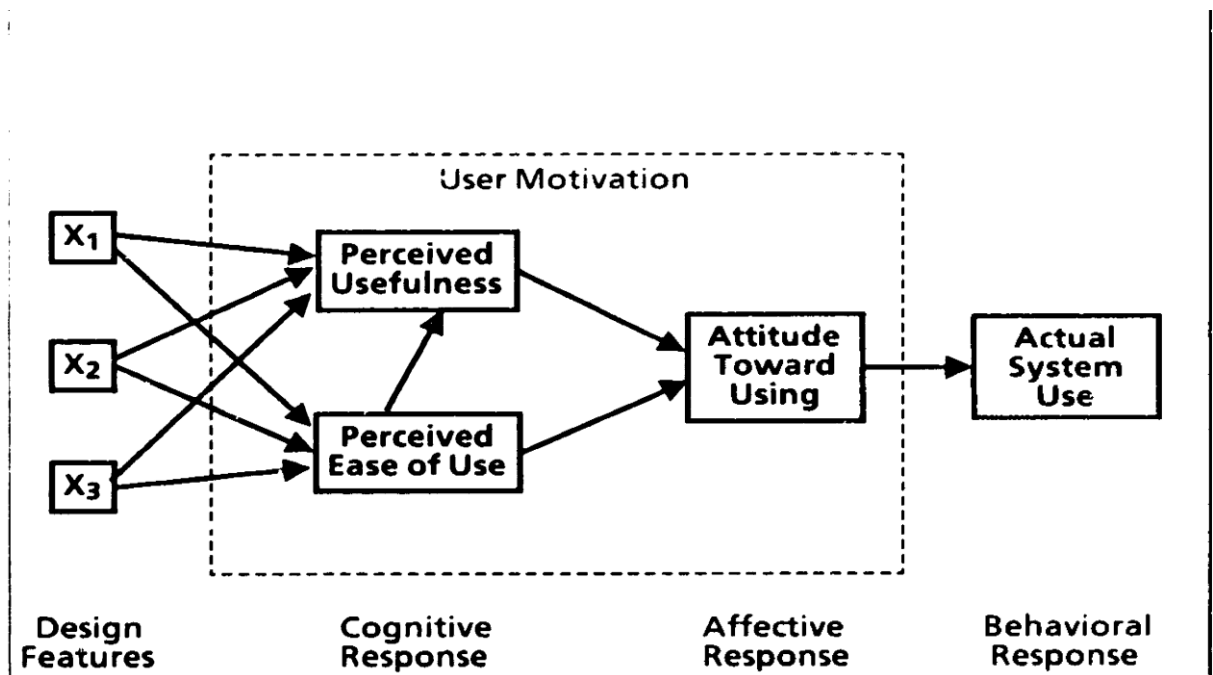 User Motivation
X₁
Perceived
Usefulness
X₂
Attitude
Toward
Using
Actual
System
Use
Perceived
Ease of Use
X₃
Design
Features
Cognitive
Response
Affective
Response
Behavioral
Response